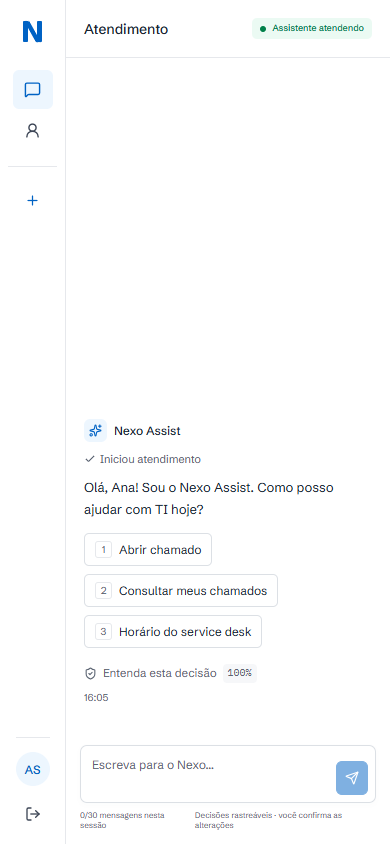 N
Atendimento
Assistente atendendo
Nexo Assist
Iniciou atendimento
Olá, Ana! Sou o Nexo Assist. Como posso
ajudar com TI hoje?
1 Abrir chamado
2 Consultar meus chamados
3 Horário do service desk
Entenda esta decisão 100%
16:05
Escreva para o Nexo...
0/30 mensagens nesta
sessão
Decisões rastreáveis · você confirma as
alterações
AS